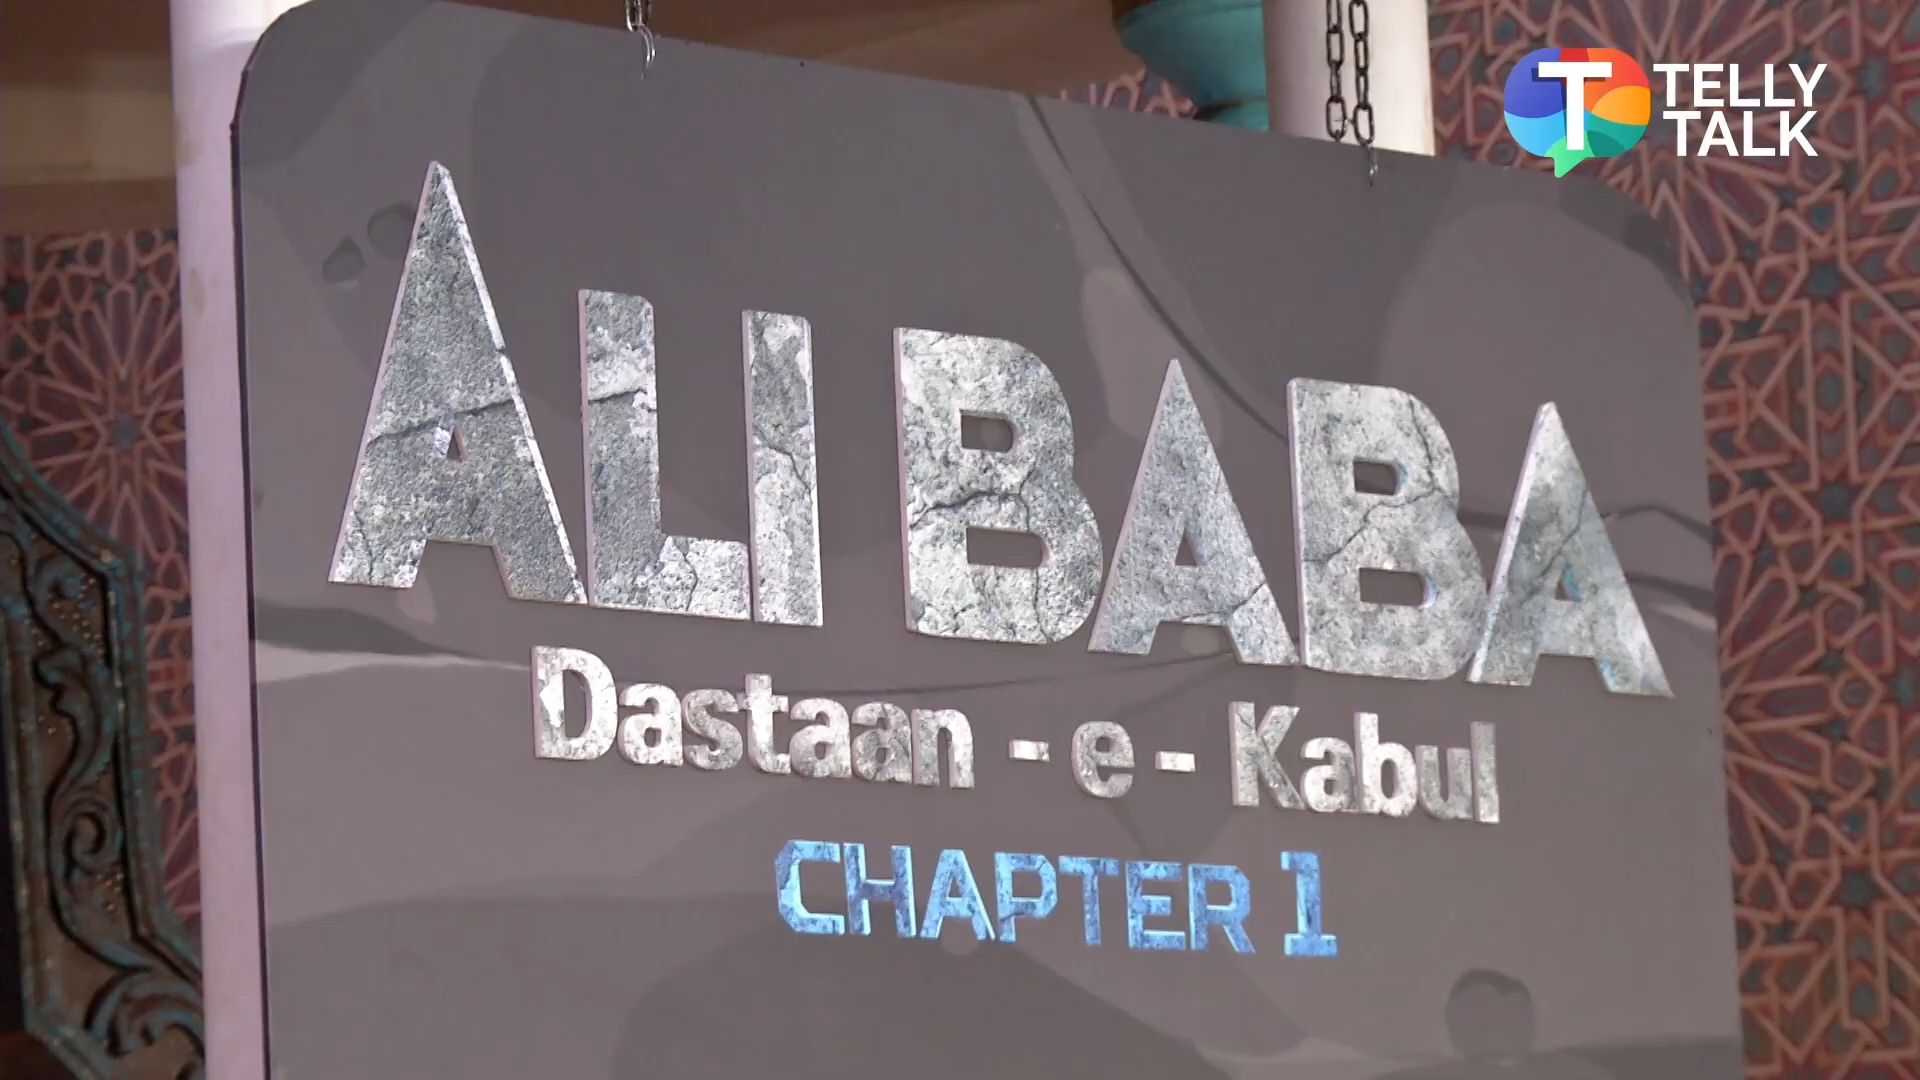 TELLY
TALK
ALI BABA
Dastaan - e - Kabul
CHAPTER 1